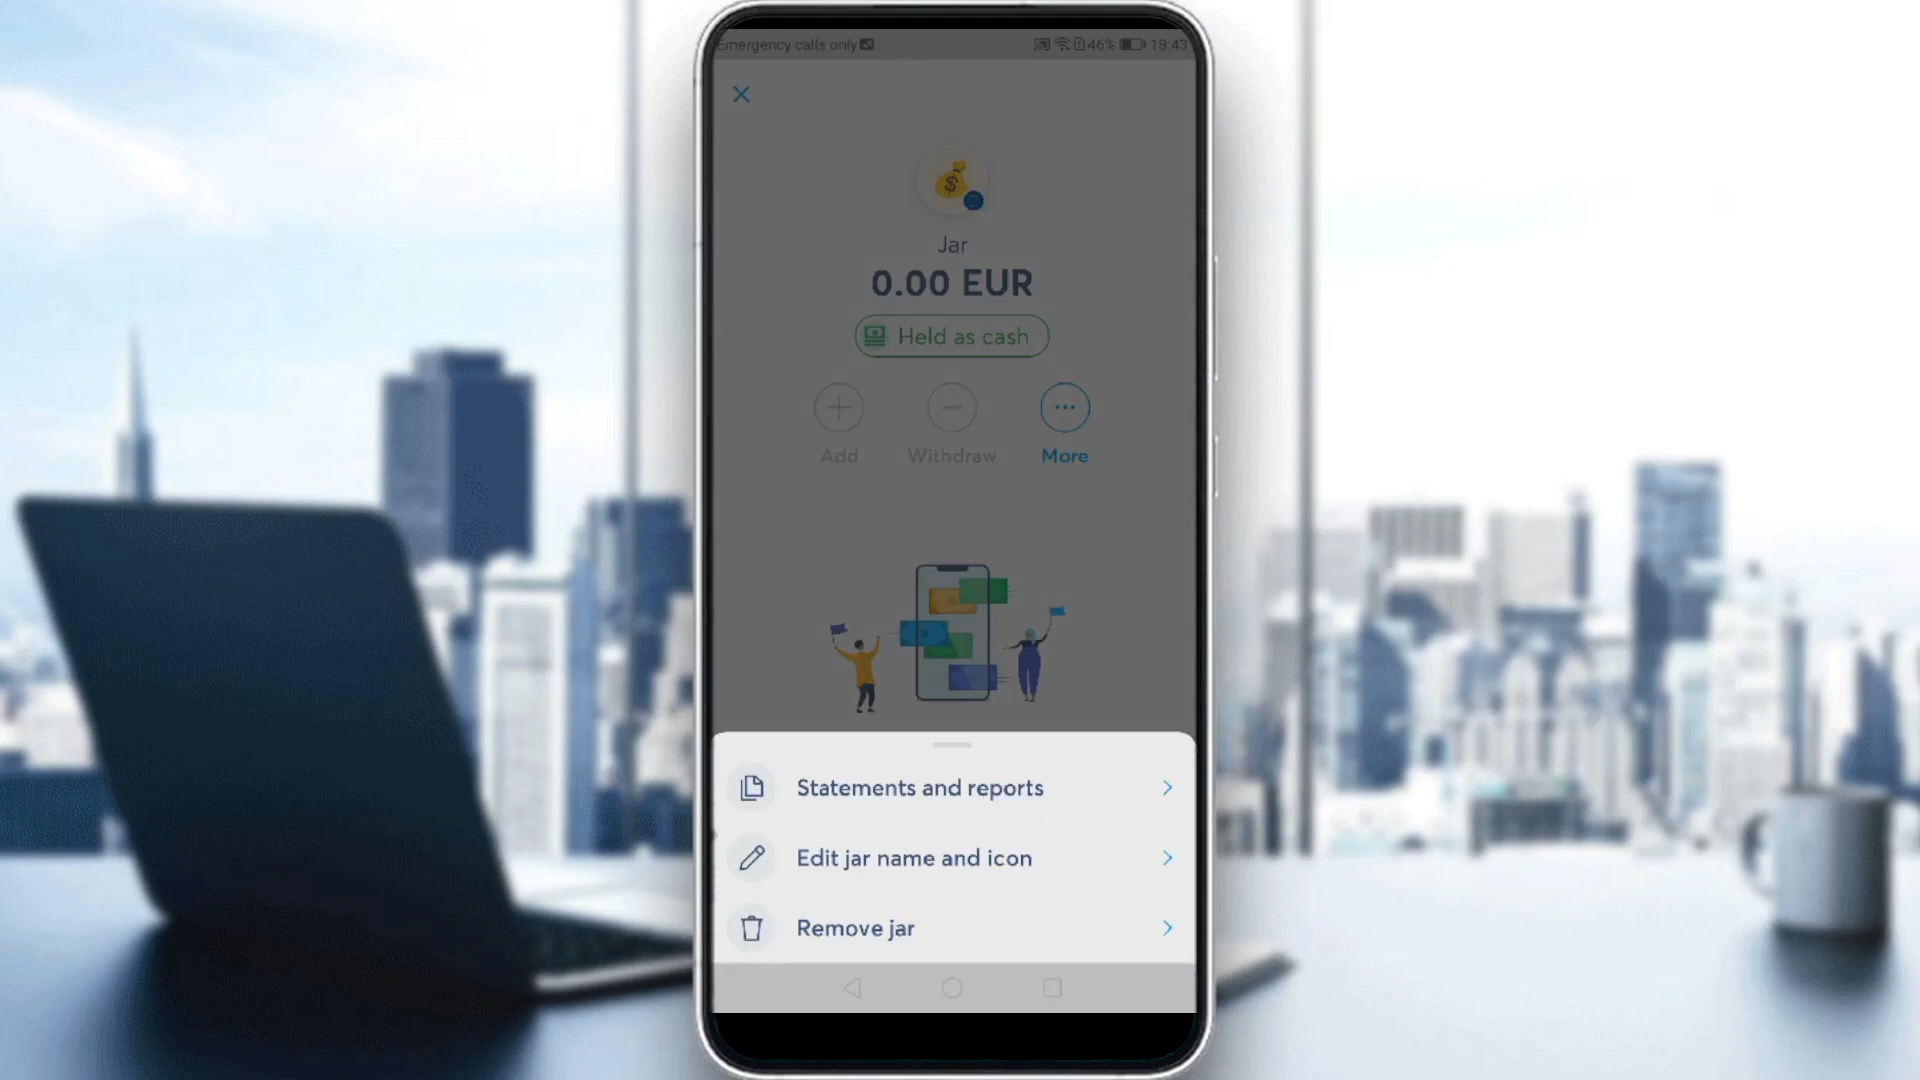 Emergency calls only
46% 18:43
Jar
0.00 EUR
Held as cash
Add Withdraw More
Statements and reports
Edit jar name and icon
Remove jar